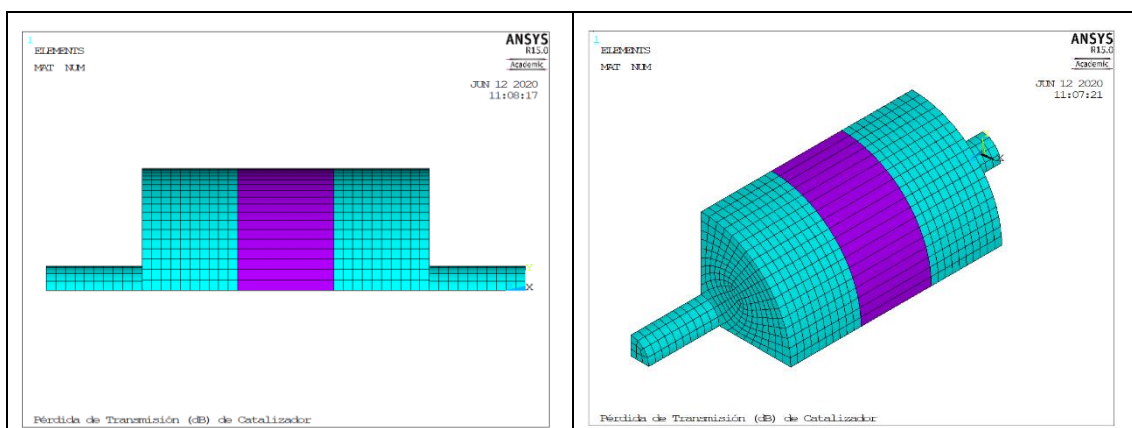 1
ELEMENTS
MAT NUM
ANSYS
R15.0
Academic
JUN 12 2020
11:08:17
Y
X
Pérdida de Transmisión (dB) de Catalizador
1
ELEMENTS
MAT NUM
ANSYS
R15.0
Academic
JUN 12 2020
11:07:21
X
Pérdida de Transmisión (dB) de Catalizador